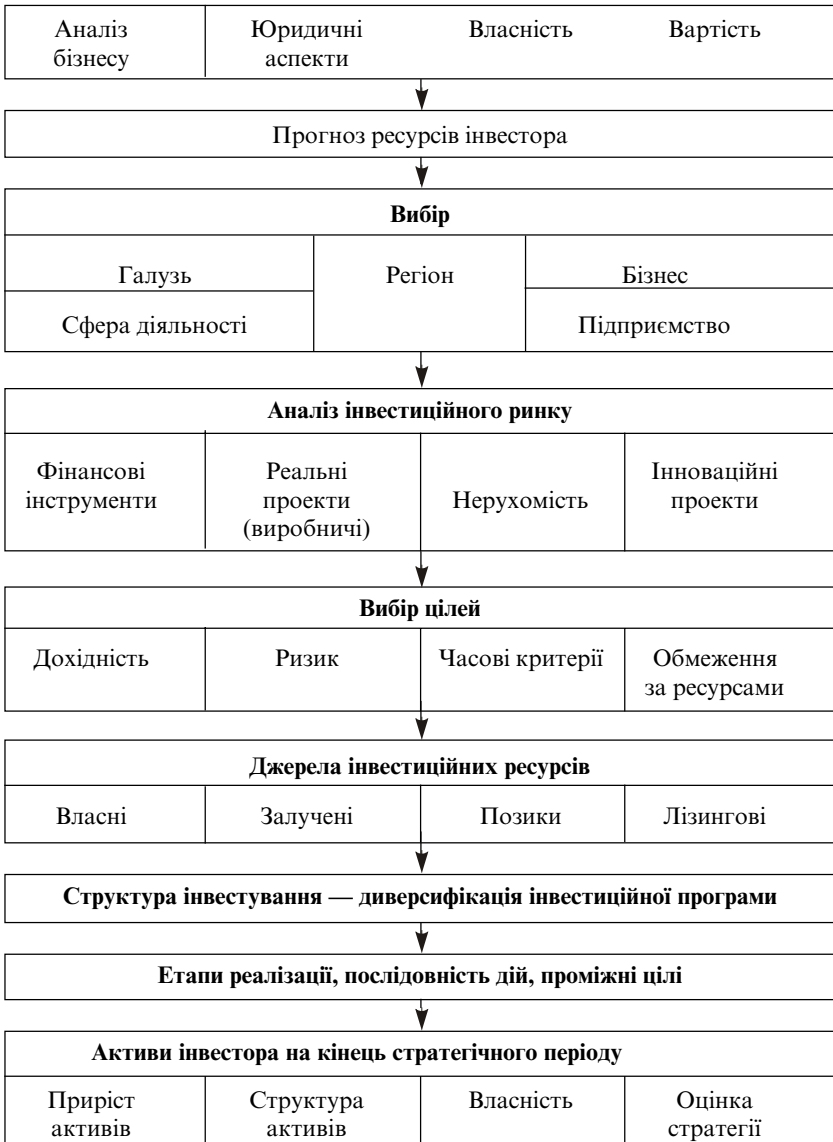 Аналіз бізнесу
Юридичні аспекти
Власність
Вартість
Прогноз ресурсів інвестора
Вибір
Галузь
Сфера діяльності
Регіон
Бізнес
Підприємство
Аналіз інвестиційного ринку
Фінансові
інструменти
Реальні
проекти
(виробничі)
Нерухомість
Інноваційні
проекти
Вибір цілей
Дохідність
Ризик
Часові критерії
Обмеження
за ресурсами
Джерела інвестиційних ресурсів
Власні
Залучені
Позики
Лізингові
Структура інвестування — диверсифікація інвестиційної програми
Етапи реалізації, послідовність дій, проміжні цілі
Активи інвестора на кінець стратегічного періоду
Приріст
активів
Структура
активів
Власність
Оцінка
стратегії